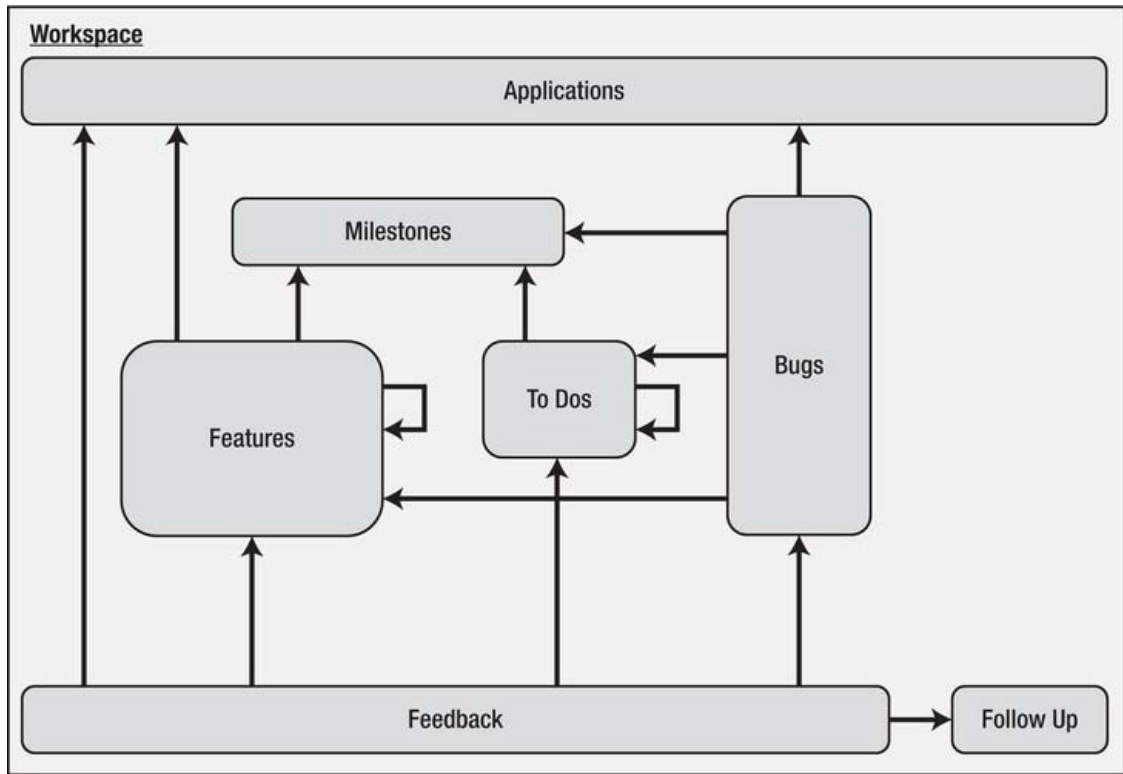 Workspace
Applications
Milestones
Bugs
To Dos
Features
Feedback
Follow Up